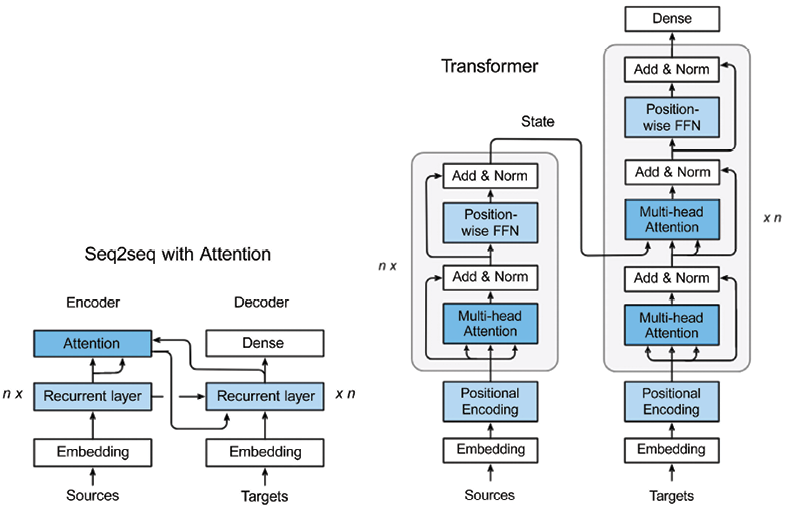 Seq2seq with Attention
Encoder
Decoder
Attention
Dense
n x
Recurrent layer
Recurrent layer
x n
Embedding
Embedding
Sources
Targets
Transformer
State
n x
Add & Norm
Position-
wise FFN
Add & Norm
Multi-head
Attention
Positional
Encoding
Embedding
Sources
Dense
Add & Norm
Position-
wise FFN
Add & Norm
Multi-head
Attention
x n
Add & Norm
Multi-head
Attention
Positional
Encoding
Embedding
Targets